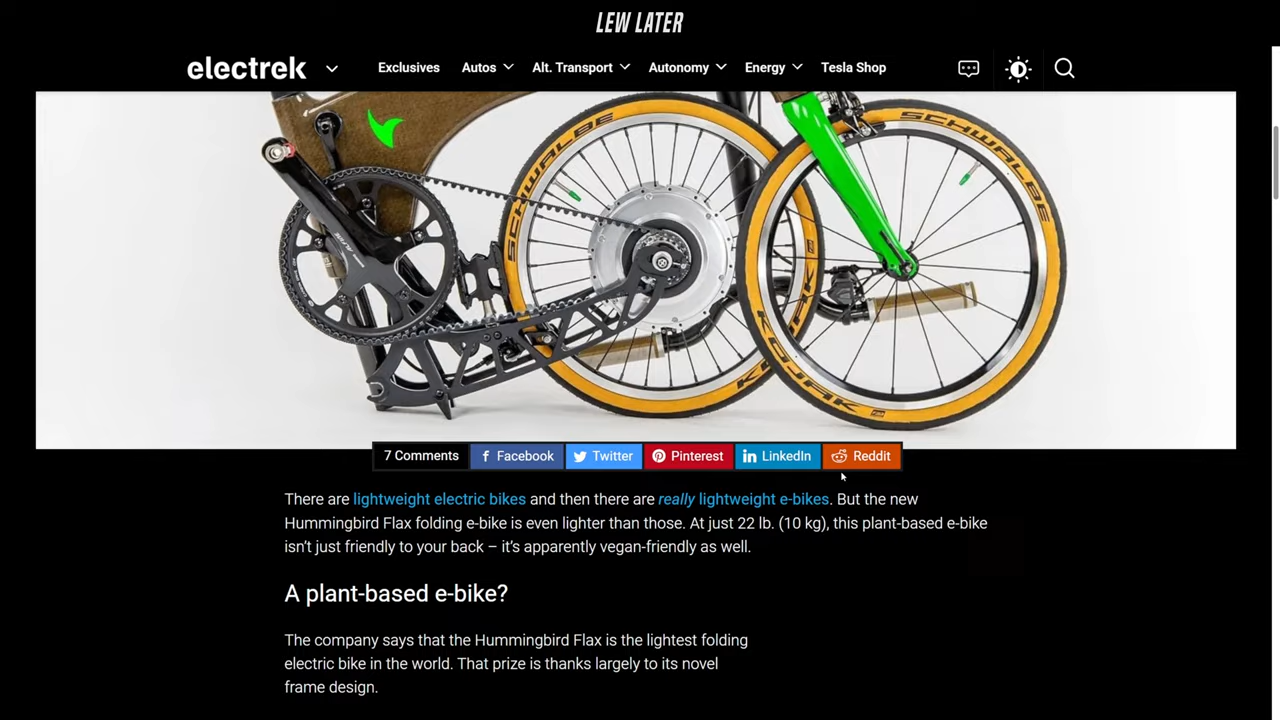 LEW LATER
electrek
Exclusives Autos Alt. Transport Autonomy Energy Tesla Shop
SCHWALBE
SCHWALBE
KOJAK
7 Comments Facebook Twitter Pinterest LinkedIn Reddit
There are lightweight electric bikes and then there are really lightweight e-bikes. But the new
Hummingbird Flax folding e-bike is even lighter than those. At just 22 lb. (10 kg), this plant-based e-bike
isn’t just friendly to your back – it’s apparently vegan-friendly as well.
A plant-based e-bike?
The company says that the Hummingbird Flax is the lightest folding
electric bike in the world. That prize is thanks largely to its novel
frame design.